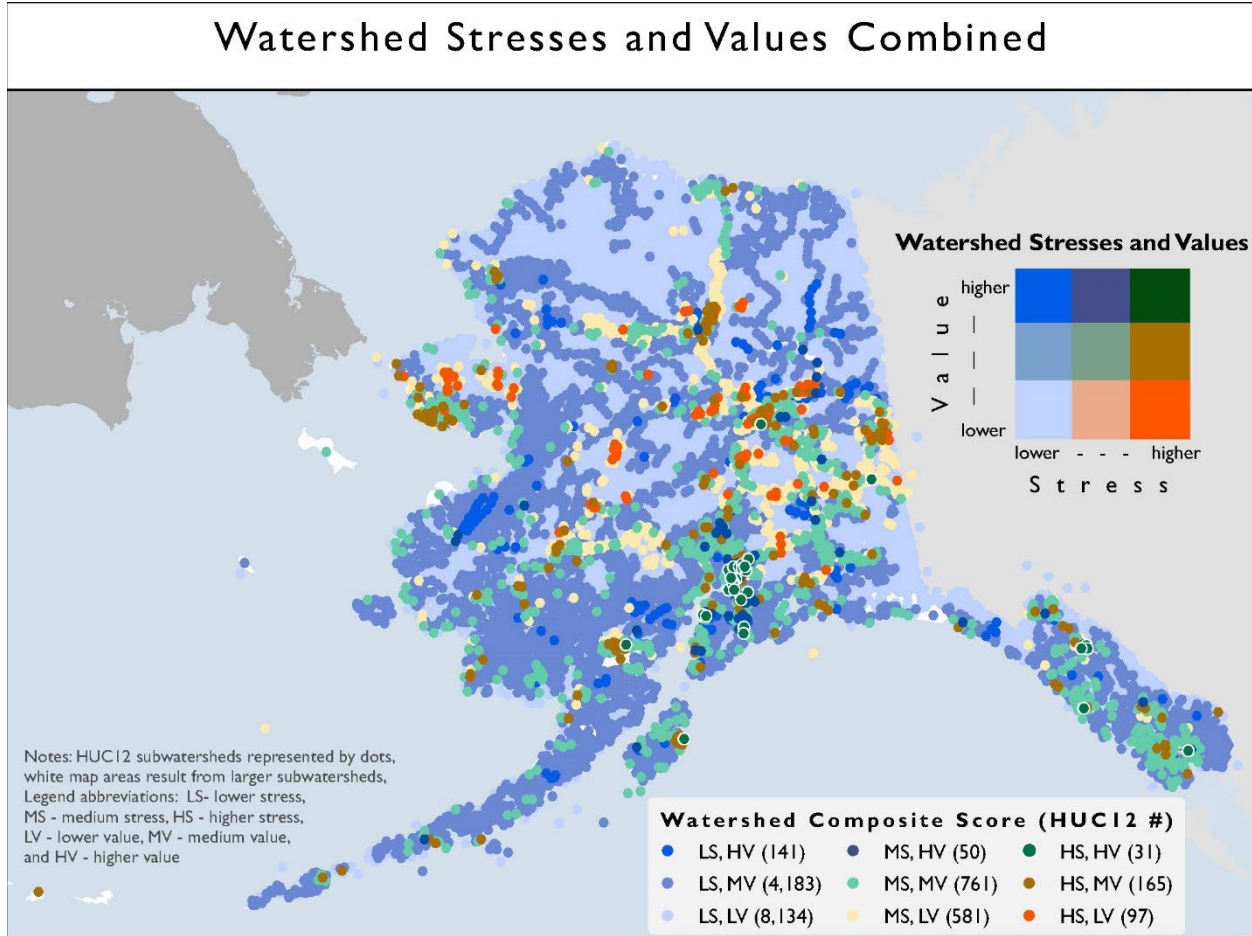 Watershed Stresses and Values Combined
Watershed Stresses and Values
higher
Value
lower
lower - - - higher
Stress
Notes: HUC12 subwatersheds represented by dots,
white map areas result from larger subwatersheds,
Legend abbreviations: LS- lower stress,
MS - medium stress, HS - higher stress,
LV - lower value, MV - medium value,
and HV - higher value
Watershed Composite Score (HUC12 #)
LS, HV (141) MS, HV (50) HS, HV (31)
LS, MV (4,183) MS, MV (761) HS, MV (165)
LS, LV (8,134) MS, LV (581) HS, LV (97)